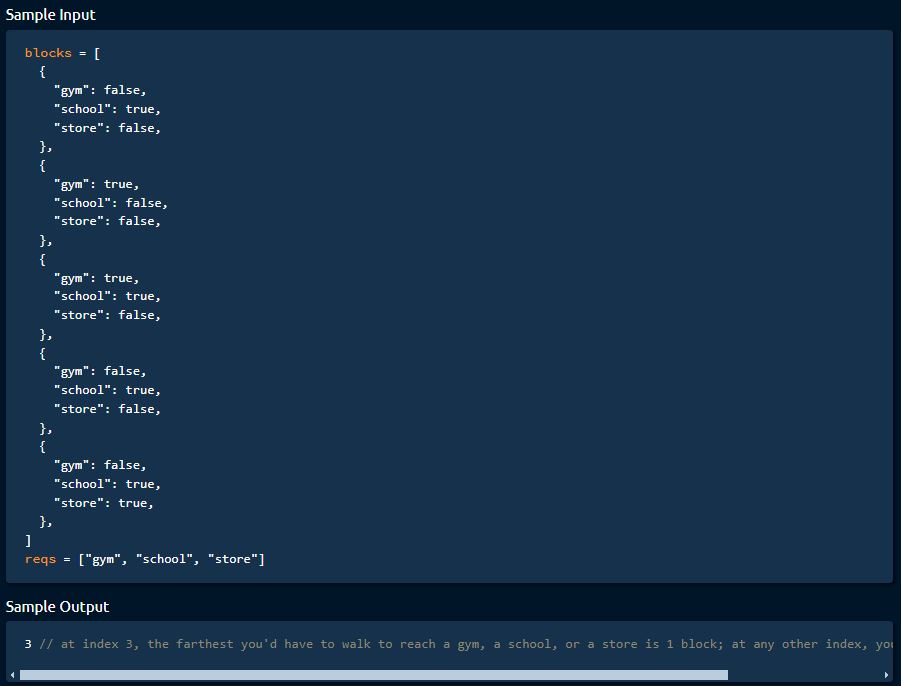 Sample Input
blocks = [
  {
    "gym": false,
    "school": true,
    "store": false,
  },
  {
    "gym": true,
    "school": false,
    "store": false,
  },
  {
    "gym": true,
    "school": true,
    "store": false,
  },
  {
    "gym": false,
    "school": true,
    "store": false,
  },
  {
    "gym": false,
    "school": true,
    "store": true,
  },
]
reqs = ["gym", "school", "store"]
Sample Output
3 // at index 3, the farthest you'd have to walk to reach a gym, a school, or a store is 1 block; at any other index,